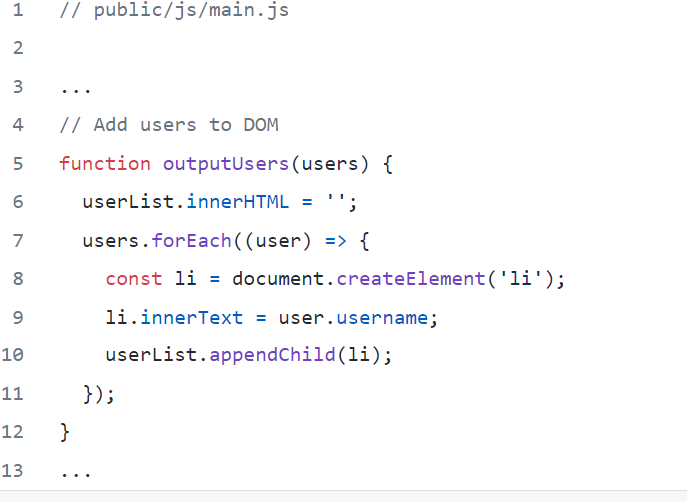 1 // public/js/main.js
2
3 ...
4 // Add users to DOM
5 function outputUsers(users) {
6   userList.innerHTML = '';
7   users.forEach((user) => {
8     const li = document.createElement('li');
9     li.innerText = user.username;
10     userList.appendChild(li);
11   });
12 }
13 ...